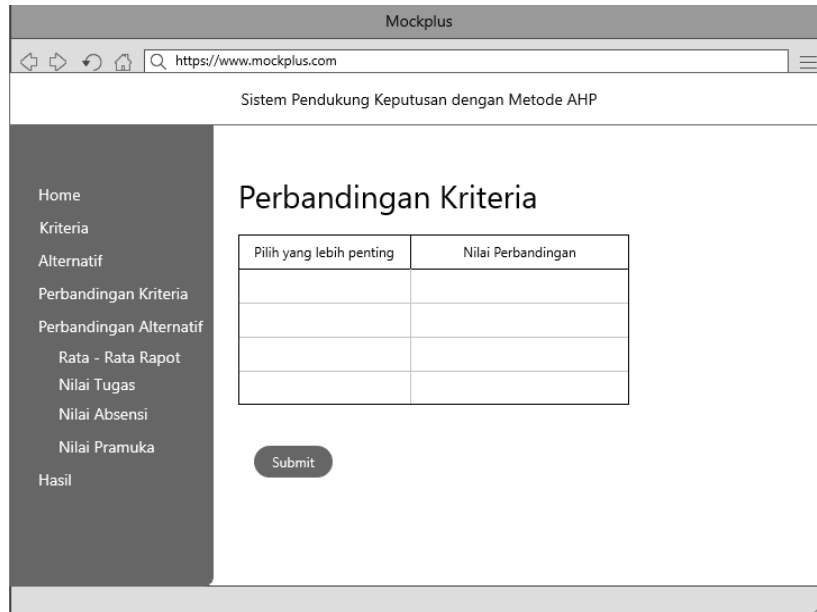 Mockplus
https://www.mockplus.com
Sistem Pendukung Keputusan dengan Metode AHP
Home
Kriteria
Alternatif
Perbandingan Kriteria
Perbandingan Alternatif
Rata - Rata Rapot
Nilai Tugas
Nilai Absensi
Nilai Pramuka
Hasil
Perbandingan Kriteria
Pilih yang lebih penting
Nilai Perbandingan
Submit